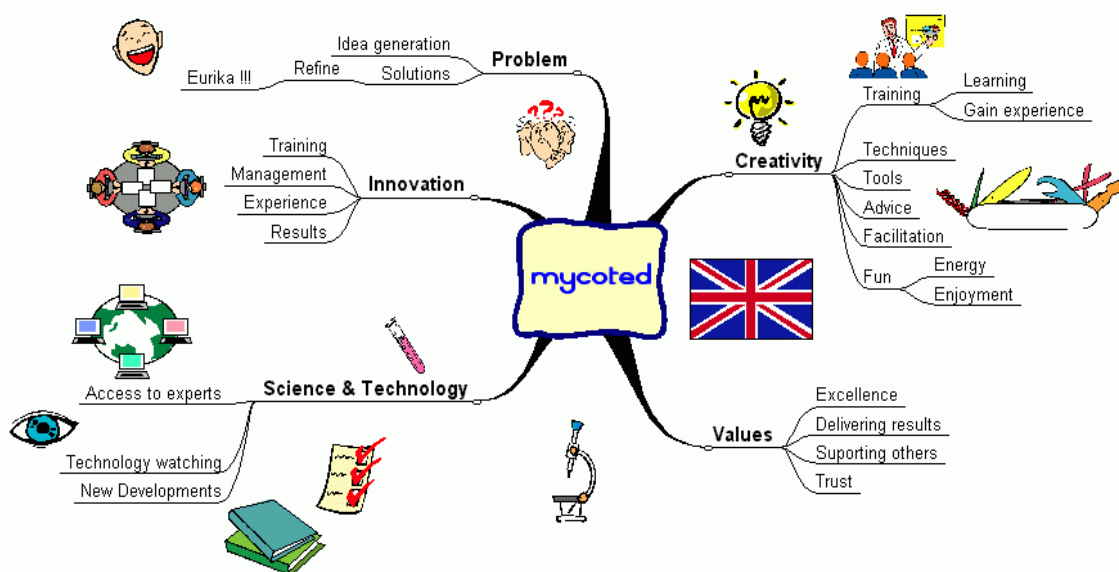 Problem
Idea generation
Solutions
Refine
Eurika !!!
Innovation
Training
Management
Experience
Results
Science & Technology
Access to experts
Technology watching
New Developments
mycoted
Creativity
Training
Learning
Gain experience
Techniques
Tools
Advice
Facilitation
Fun
Energy
Enjoyment
Values
Excellence
Delivering results
Suporting others
Trust